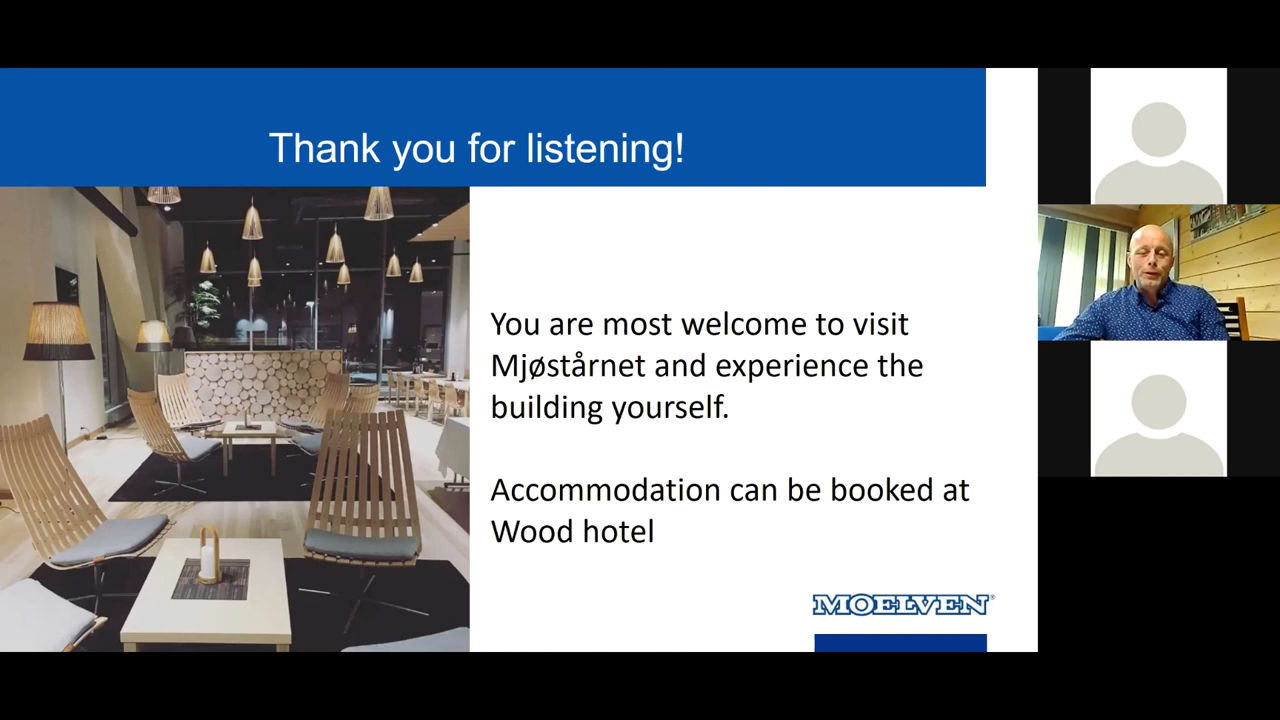 Thank you for listening!
You are most welcome to visit
Mjøstårnet and experience the
building yourself.
Accommodation can be booked at
Wood hotel
MOELVEN®